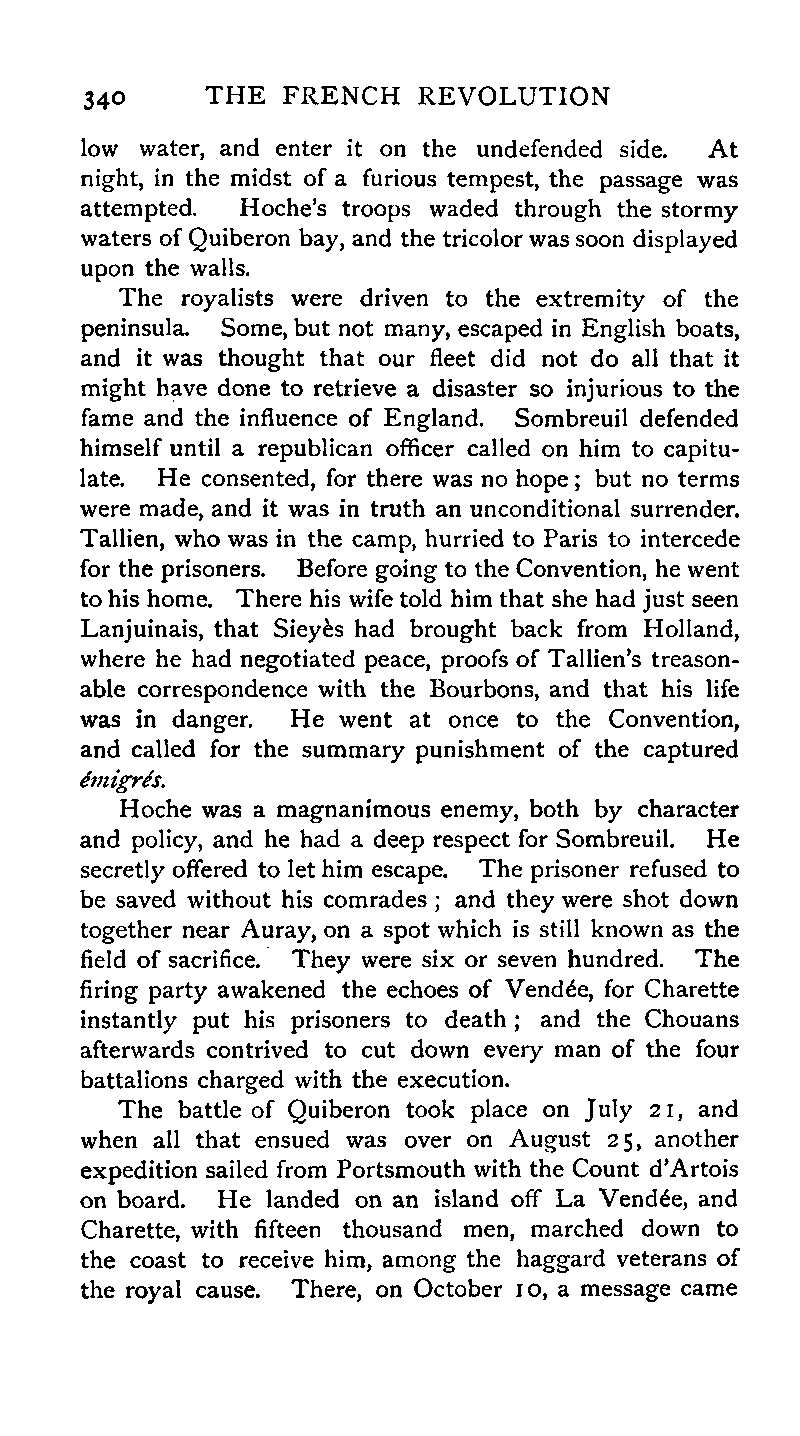 340 THE FRENCH REVOLUTION
low water, and enter it on the undefended side. At
night, in the midst of a furious tempest, the passage was
attempted. Hoche's troops waded through the stormy
waters of Quiberon bay, and the tricolor was soon displayed
upon the walls.
The royalists were driven to the extremity of the
peninsula. Some, but not many, escaped in English boats,
and it was thought that our fleet did not do all that it
might have done to retrieve a disaster so injurious to the
fame and the influence of England. Sombreuil defended
himself until a republican officer called on him to capitu-
late. He consented, for there was no hope; but no terms
were made, and it was in truth an unconditional surrender.
Tallien, who was in the camp, hurried to Paris to intercede
for the prisoners. Before going to the Convention, he went
to his home. There his wife told him that she had just seen
Lanjuinais, that Sieyès had brought back from Holland,
where he had negotiated peace, proofs of Tallien's treason-
able correspondence with the Bourbons, and that his life
was in danger. He went at once to the Convention,
and called for the summary punishment of the captured
émigrés.
Hoche was a magnanimous enemy, both by character
and policy, and he had a deep respect for Sombreuil. He
secretly offered to let him escape. The prisoner refused to
be saved without his comrades; and they were shot down
together near Auray, on a spot which is still known as the
field of sacrifice. They were six or seven hundred. The
firing party awakened the echoes of Vendée, for Charette
instantly put his prisoners to death; and the Chouans
afterwards contrived to cut down every man of the four
battalions charged with the execution.
The battle of Quiberon took place on July 21, and
when all that ensued was over on August 25, another
expedition sailed from Portsmouth with the Count d'Artois
on board. He landed on an island off La Vendée, and
Charette, with fifteen thousand men, marched down to
the coast to receive him, among the haggard veterans of
the royal cause. There, on October 10, a message came